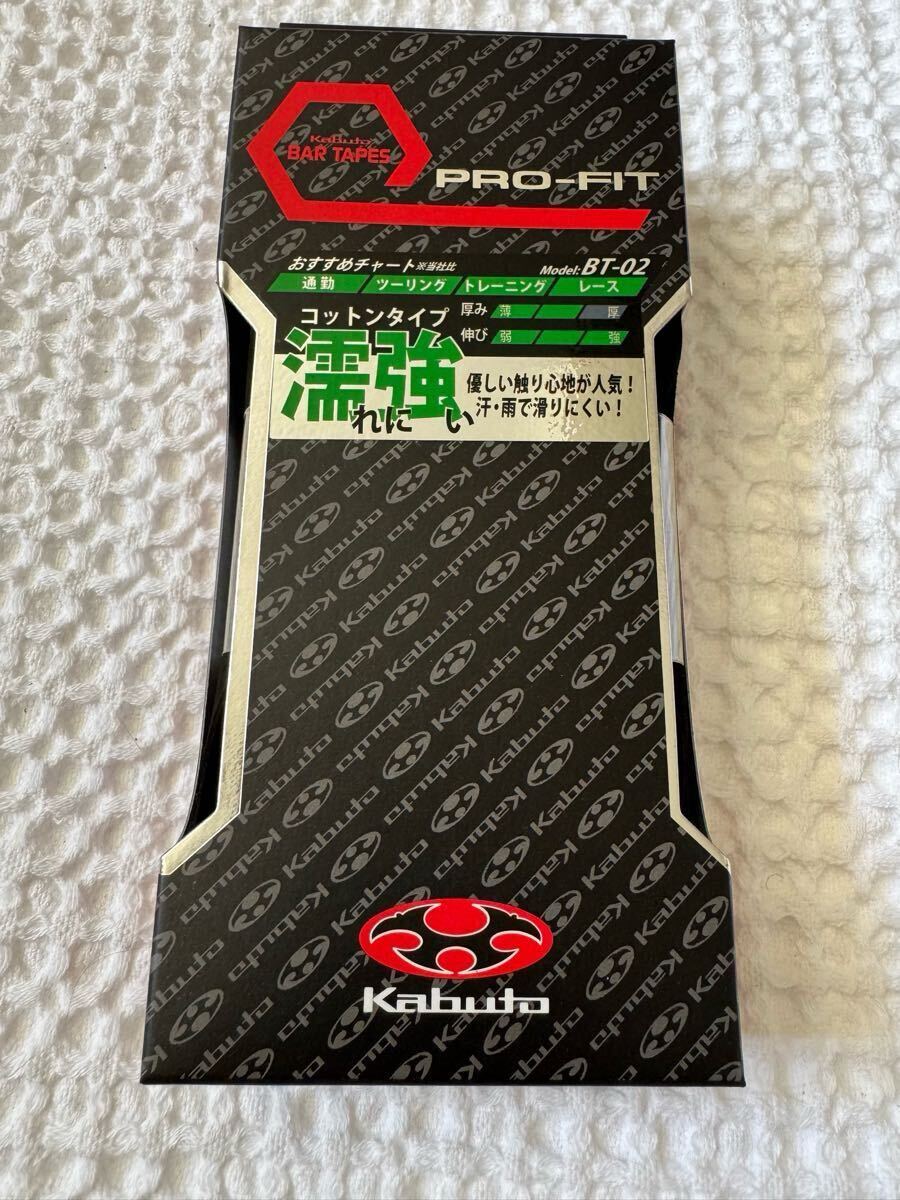 Kabuto
BAR TAPES
PRO-FIT
おすすめチャート※当社比 Model: BT-02
通勤 ツーリング トレーニング レース
コットンタイプ 厚み 薄 厚
伸び 弱 強
濡れに強い
優しい触り心地が人気！
汗・雨で滑りにくい！
Kabuto